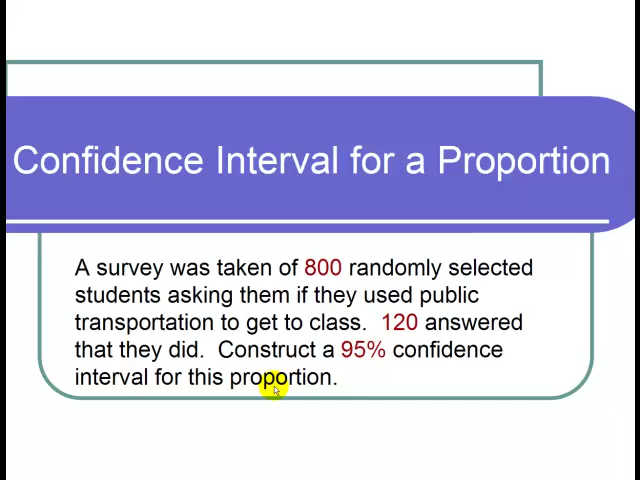 Confidence Interval for a Proportion
A survey was taken of 800 randomly selected
students asking them if they used public
transportation to get to class.  120 answered
that they did.  Construct a 95% confidence
interval for this proportion.